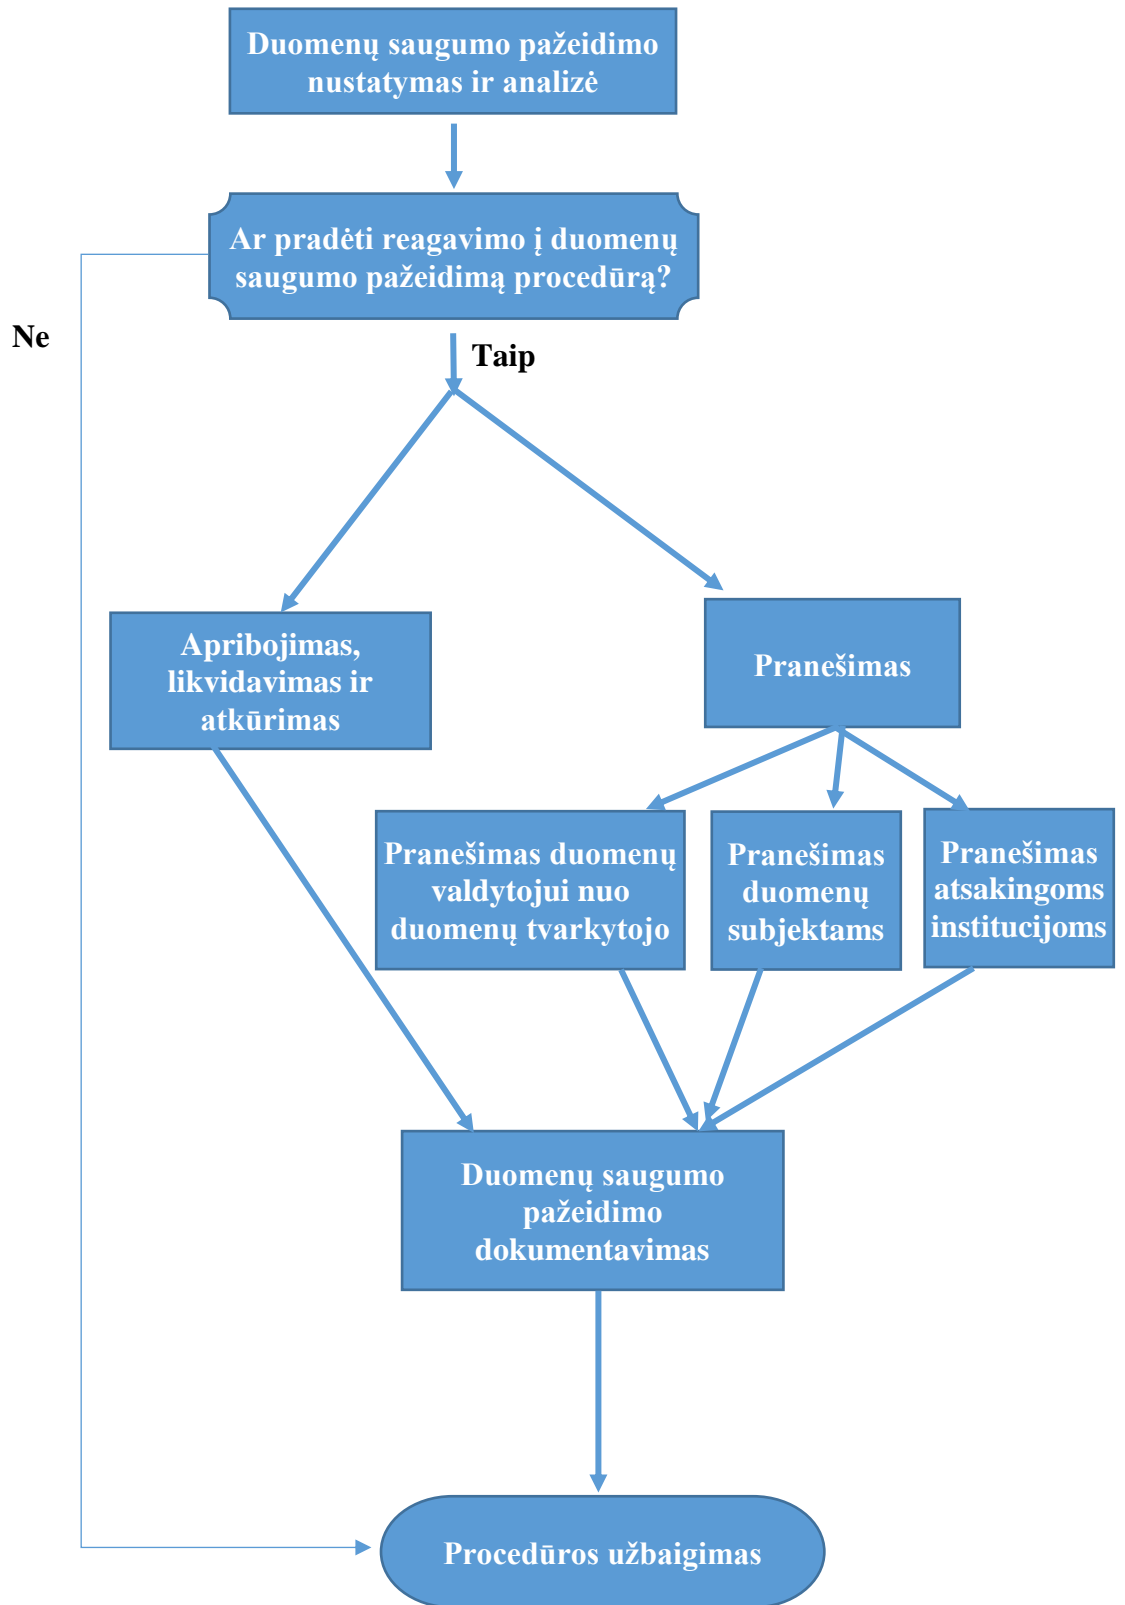 Duomenų saugumo pažeidimo
nustatymas ir analizė
Ar pradėti reagavimo į duomenų
saugumo pažeidimą procedūrą?
Ne
Taip
Apribojimas,
likvidavimas ir
atkūrimas
Pranešimas
Pranešimas duomenų
valdytojui nuo
duomenų tvarkytojo
Pranešimas
duomenų
subjektams
Pranešimas
atsakingoms
institucijoms
Duomenų saugumo
pažeidimo
dokumentavimas
Procedūros užbaigimas